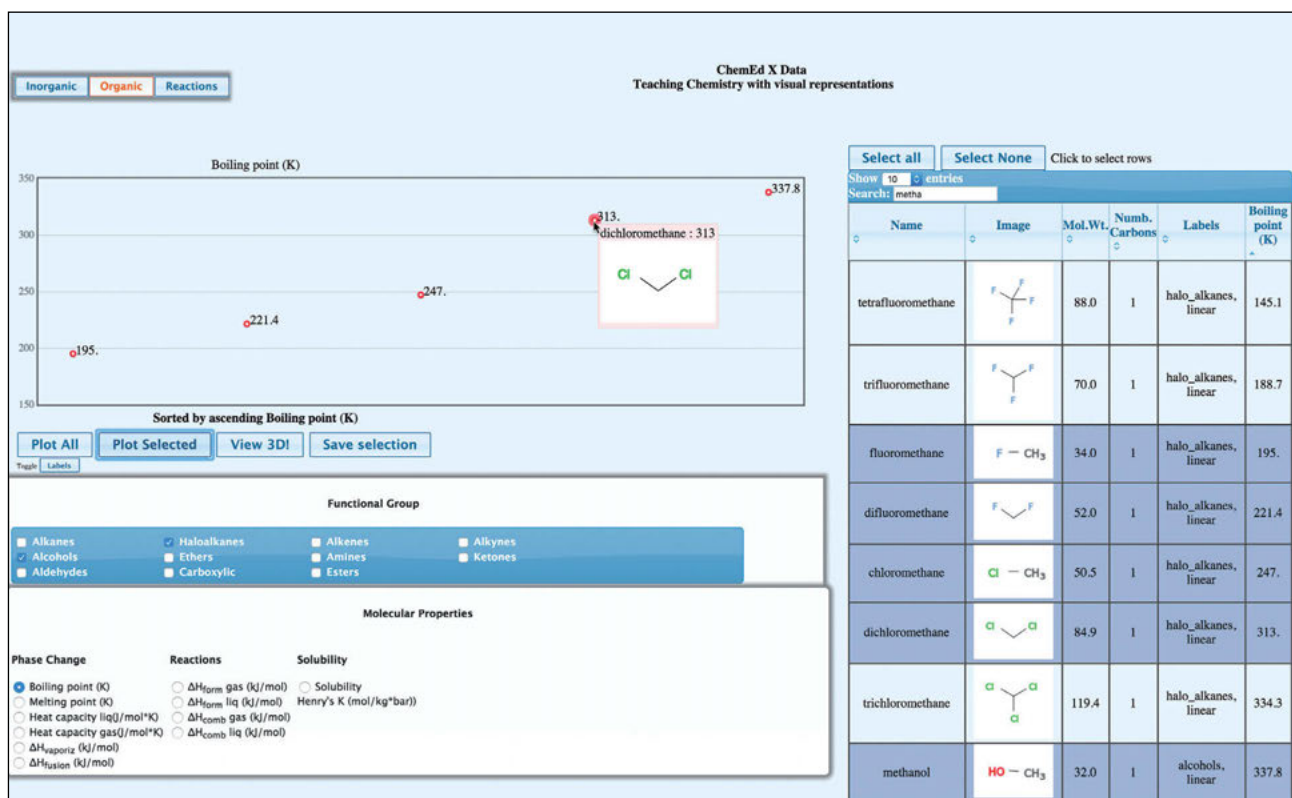 ChemEd X Data
Teaching Chemistry with visual representations
Inorganic Organic Reactions
Boiling point (K)
350
300
250
200
150
195.
221.4
247.
313.
337.8
dichloromethane : 313
Cl Cl
Sorted by ascending Boiling point (K)
Plot All Plot Selected View 3D! Save selection
Toggle Labels
Functional Group
Alkanes Haloalkanes Alkenes Alkynes
Alcohols Ethers Amines Ketones
Aldehydes Carboxylic Esters
Molecular Properties
Phase Change Reactions Solubility
Boiling point (K) ΔHform gas (kJ/mol) Solubility
Melting point (K) ΔHform liq (kJ/mol) Henry's K (mol/kg*bar))
Heat capacity liq(J/mol*K) ΔHcomb gas (kJ/mol)
Heat capacity gas(J/mol*K) ΔHcomb liq (kJ/mol)
ΔHvaporiz (kJ/mol)
ΔHfusion (kJ/mol)
Select all Select None Click to select rows
Show 10 entries
Search: metha
Name Image Mol.Wt. Numb. Carbons Labels Boiling point (K)
tetrafluoromethane F F F F 88.0 1 halo_alkanes, linear 145.1
trifluoromethane F F F 70.0 1 halo_alkanes, linear 188.7
fluoromethane F — CH3 34.0 1 halo_alkanes, linear 195.
difluoromethane F F 52.0 1 halo_alkanes, linear 221.4
chloromethane Cl — CH3 50.5 1 halo_alkanes, linear 247.
dichloromethane Cl Cl 84.9 1 halo_alkanes, linear 313.
trichloromethane Cl Cl Cl 119.4 1 halo_alkanes, linear 334.3
methanol HO — CH3 32.0 1 alcohols, linear 337.8